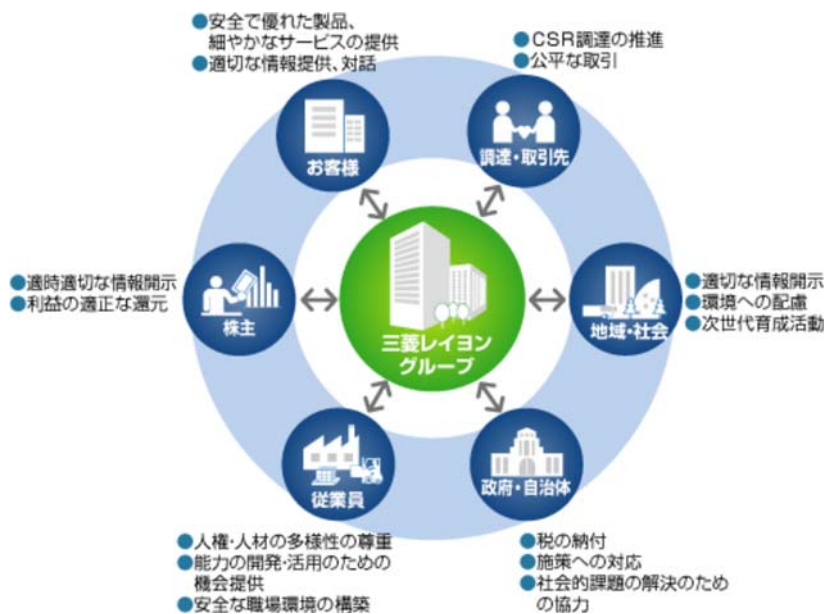 ●安全で優れた製品、
細やかなサービスの提供
●適切な情報提供、対話
お客様
●CSR調達の推進
●公平な取引
調達・取引先
●適時適切な情報開示
●利益の適正な還元
株主
三菱レイヨン
グループ
地域・社会
●適切な情報開示
●環境への配慮
●次世代育成活動
従業員
●人権・人材の多様性の尊重
●能力の開発・活用のための
機会提供
●安全な職場環境の構築
政府・自治体
●税の納付
●施策への対応
●社会的課題の解決のため
の協力